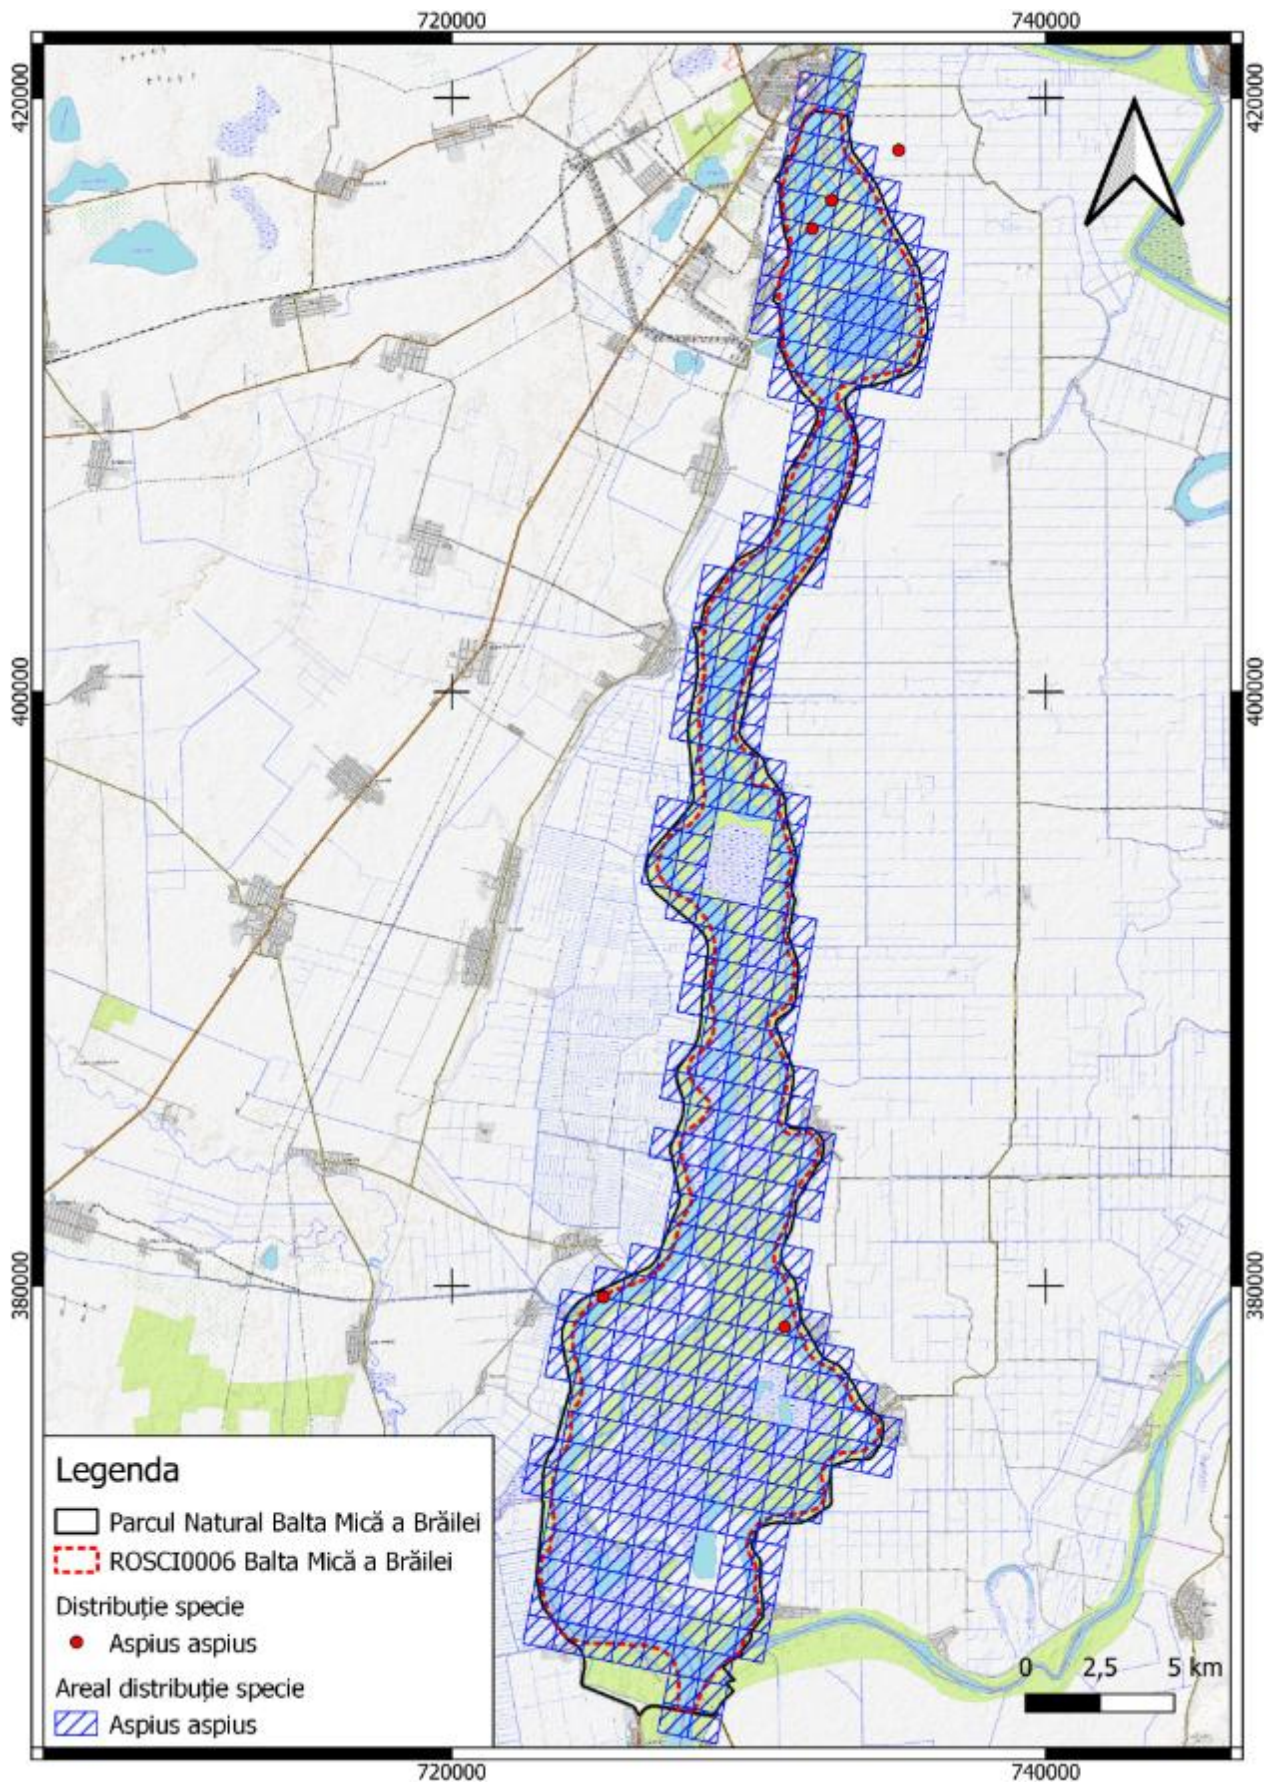 720000
740000
420000
420000
400000
400000
380000
380000
Legenda
Parcul Natural Balta Mică a Brăilei
ROSCI0006 Balta Mică a Brăilei
Distribuție specie
Aspius aspius
Areal distribuție specie
Aspius aspius
0 2,5 5 km
720000
740000